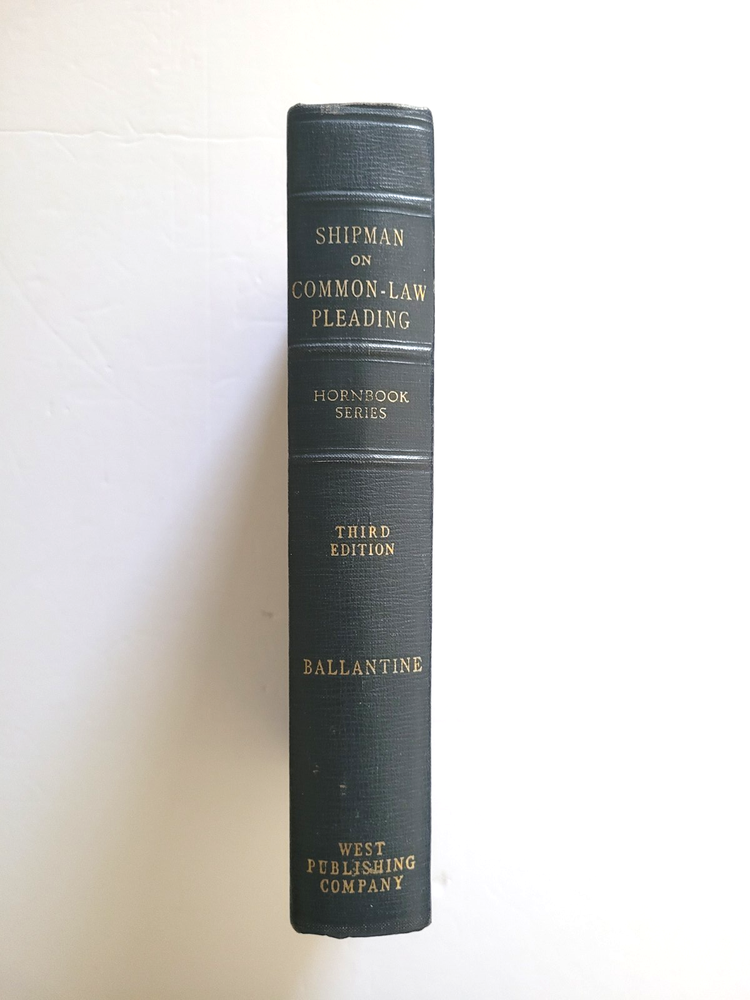 SHIPMAN
ON
COMMON-LAW
PLEADING
HORNBOOK
SERIES
THIRD
EDITION
BALLANTINE
WEST
PUBLISHING
COMPANY